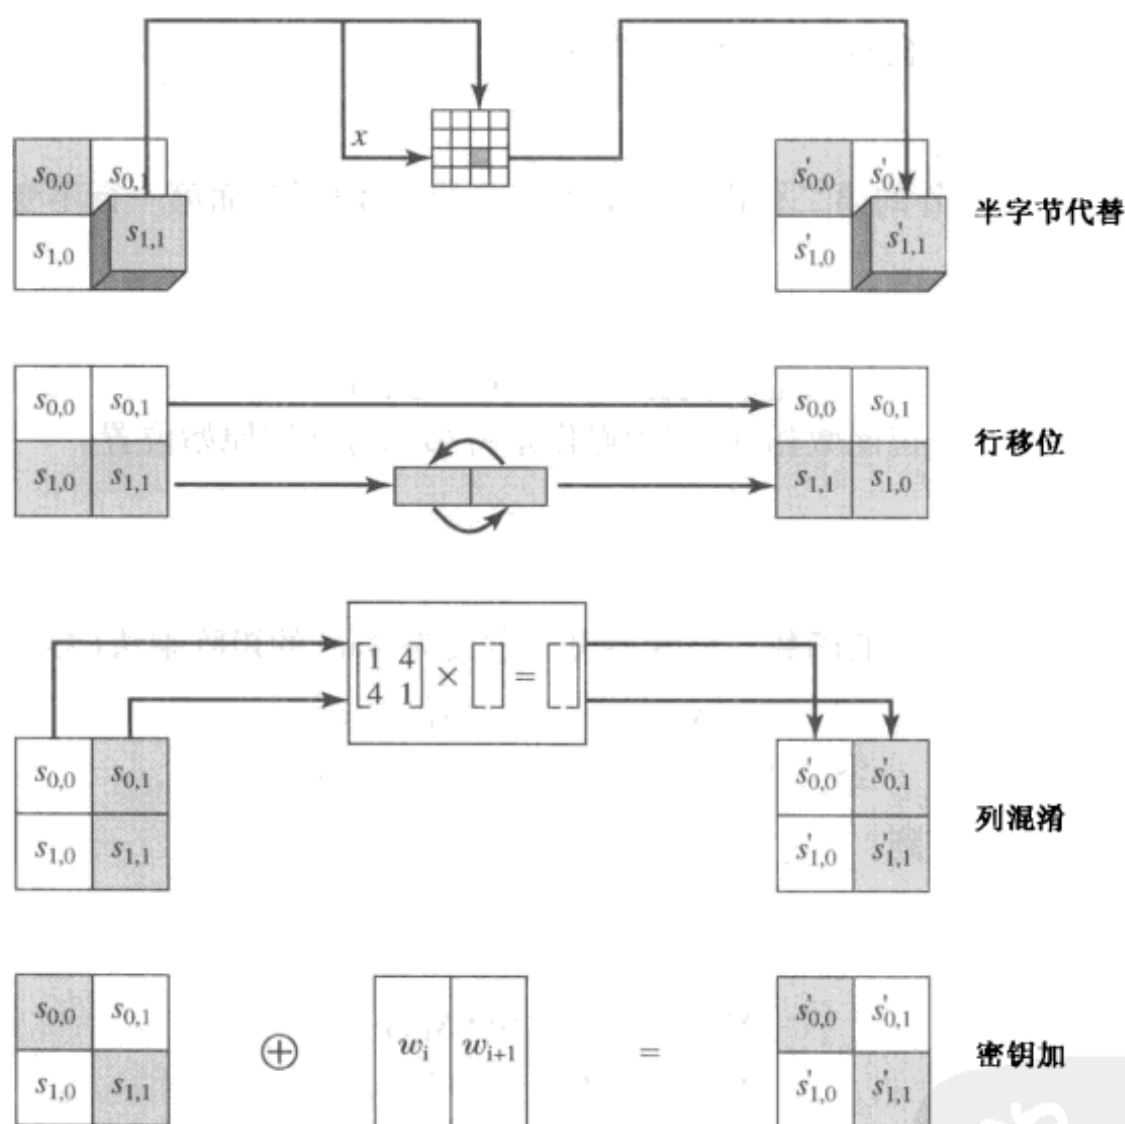 x
s0,0 s0,1
s1,0 s1,1
s'0,0 s'0,
s'1,0 s'1,1
半字节代替
s0,0 s0,1
s1,0 s1,1
s0,0 s0,1
s1,1 s1,0
行移位
[1 4
4 1] × [ ] = [ ]
s0,0 s0,1
s1,0 s1,1
s'0,0 s'0,1
s'1,0 s'1,1
列混淆
s0,0 s0,1
s1,0 s1,1
⊕
wi wi+1
=
s'0,0 s'0,1
s'1,0 s'1,1
密钥加